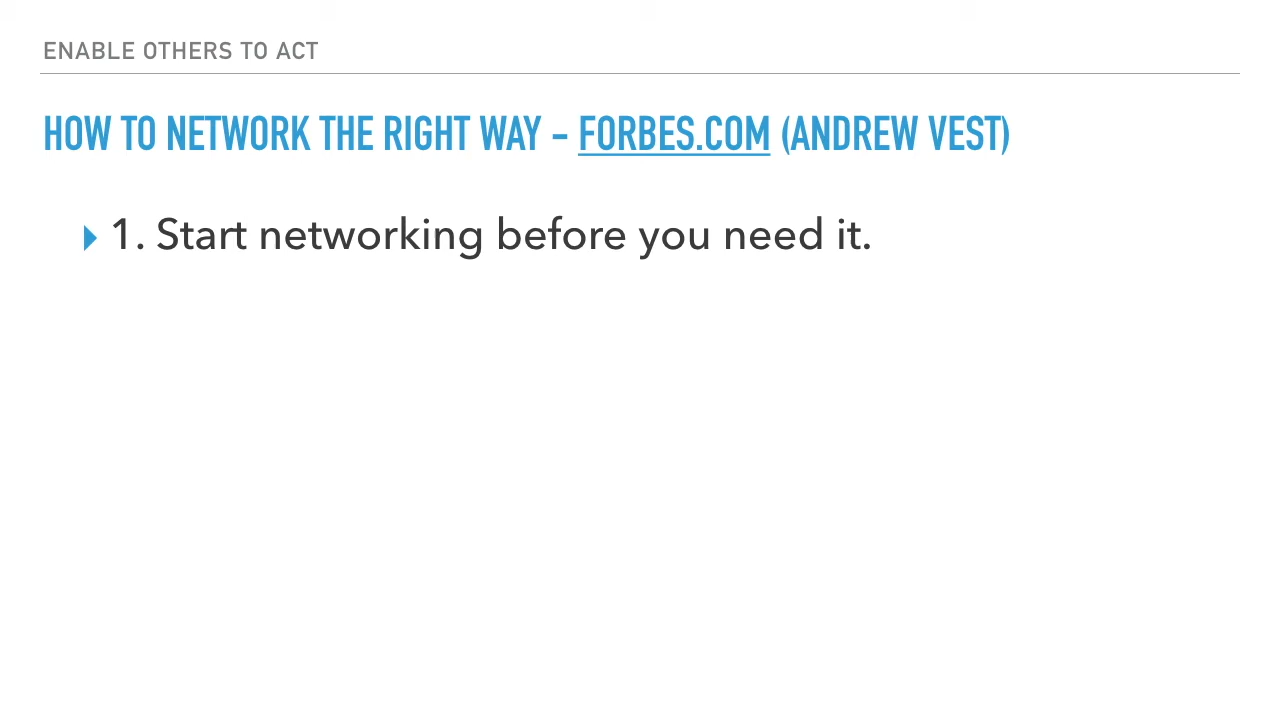 ENABLE OTHERS TO ACT
HOW TO NETWORK THE RIGHT WAY - FORBES.COM (ANDREW VEST)
1. Start networking before you need it.